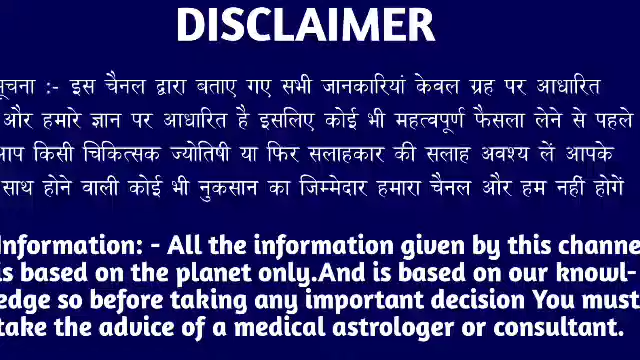 DISCLAIMER
सूचना :- इस चैनल द्वारा बताए गए सभी जानकारियां केवल ग्रह पर आधारित
और हमारे ज्ञान पर आधारित है इसलिए कोई भी महत्वपूर्ण फैसला लेने से पहले
आप किसी चिकित्सक ज्योतिषी या फिर सलाहकार की सलाह अवश्य लें आपके
साथ होने वाली कोई भी नुकसान का जिम्मेदार हमारा चैनल और हम नहीं होगें
Information: - All the information given by this channe
is based on the planet only.And is based on our knowl-
edge so before taking any important decision You must
take the advice of a medical astrologer or consultant.